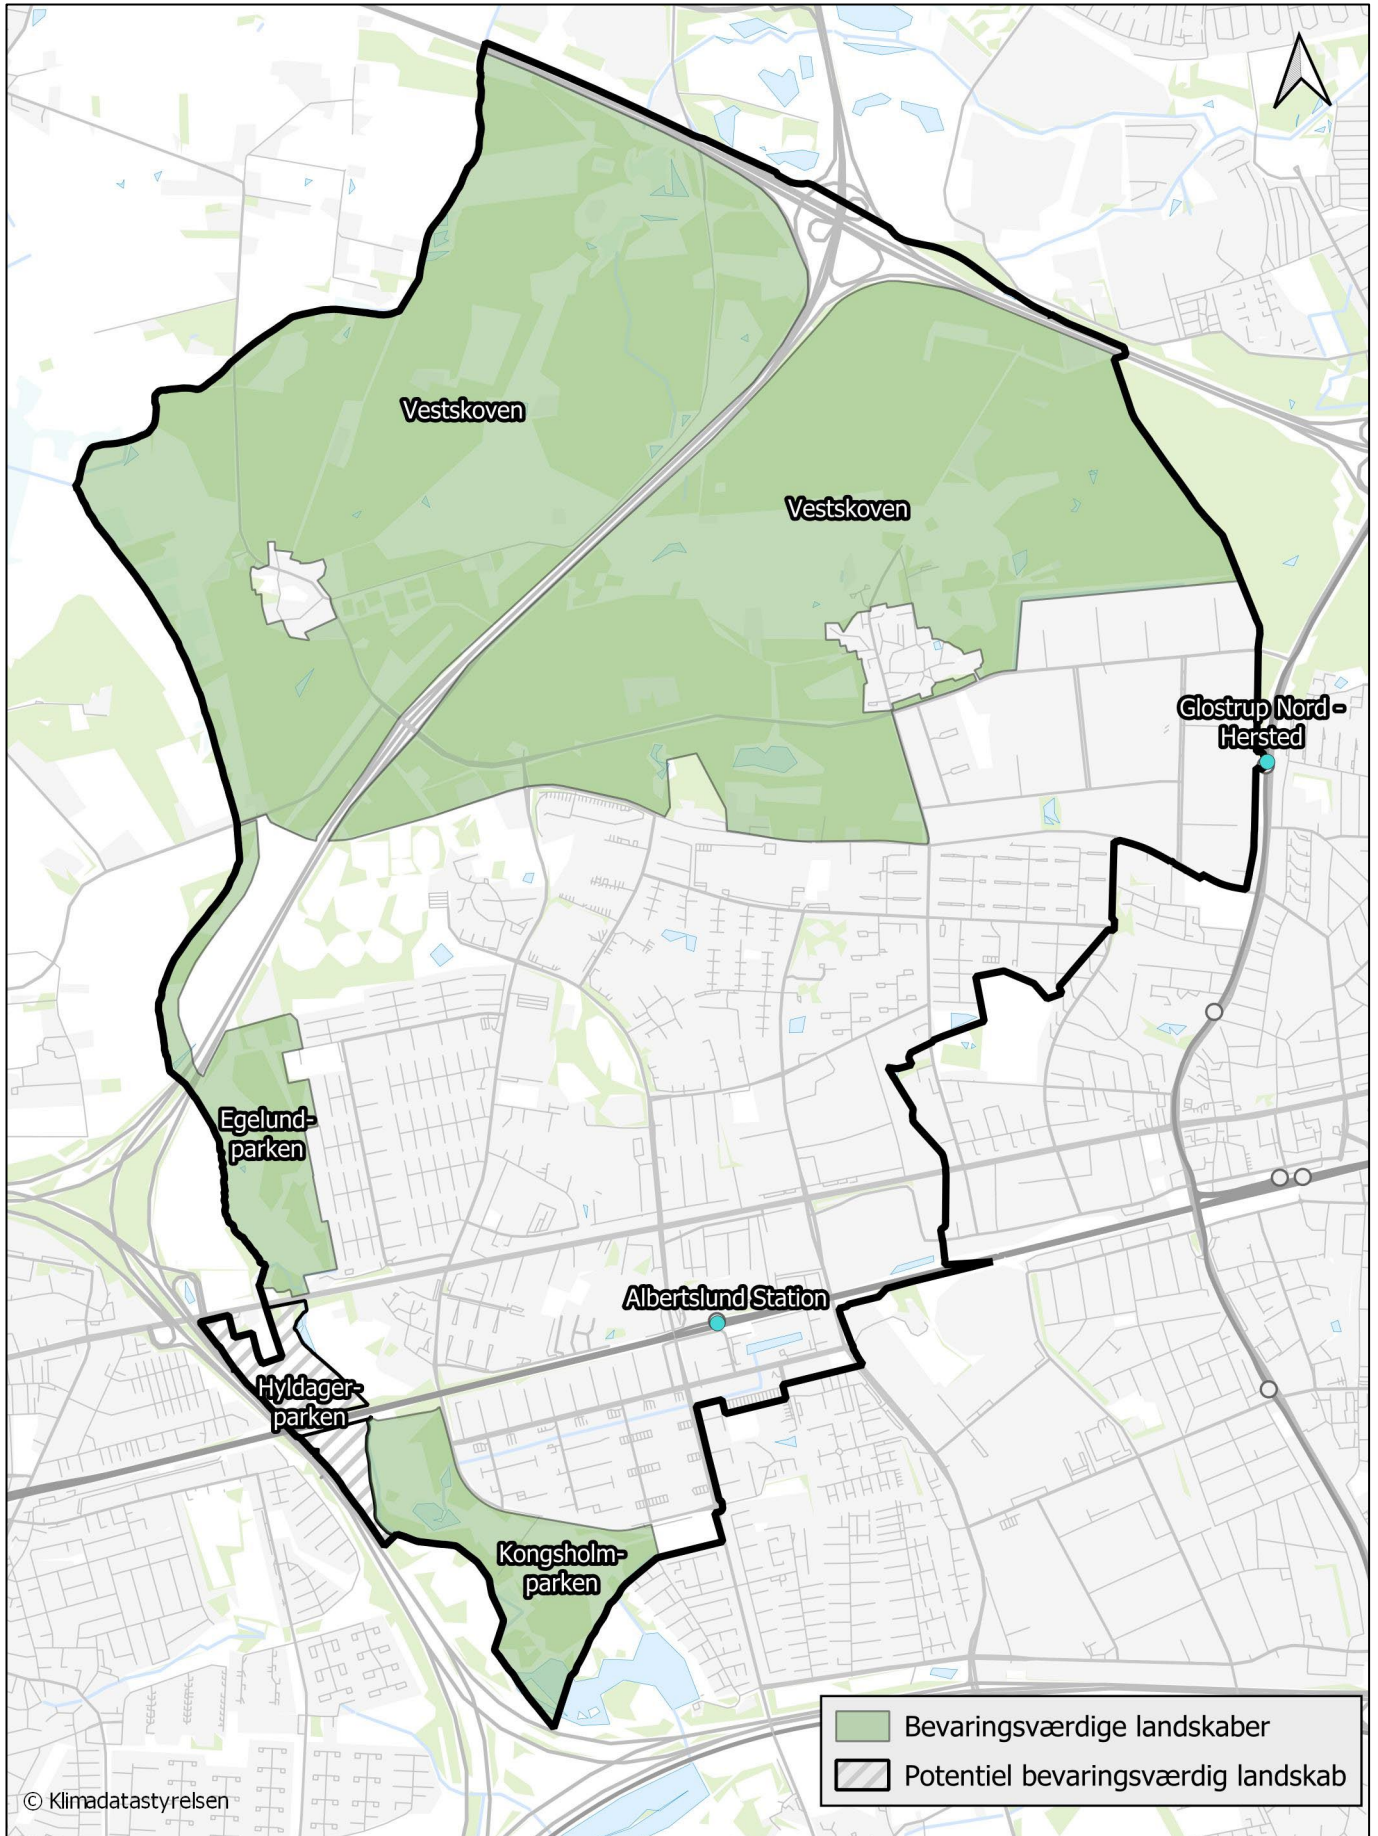 Vestskoven
Vestskoven
Glostrup Nord -
Hersted
Egelund-
parken
Albertslund Station
Hyldager-
parken
Kongsholm-
parken
Bevaringsværdige landskaber
Potentiel bevaringsværdig landskab
© Klimadatastyrelsen